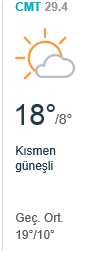 CMT 29.4
18°/8°
Kısmen
güneşli
Geç. Ort.
19°/10°